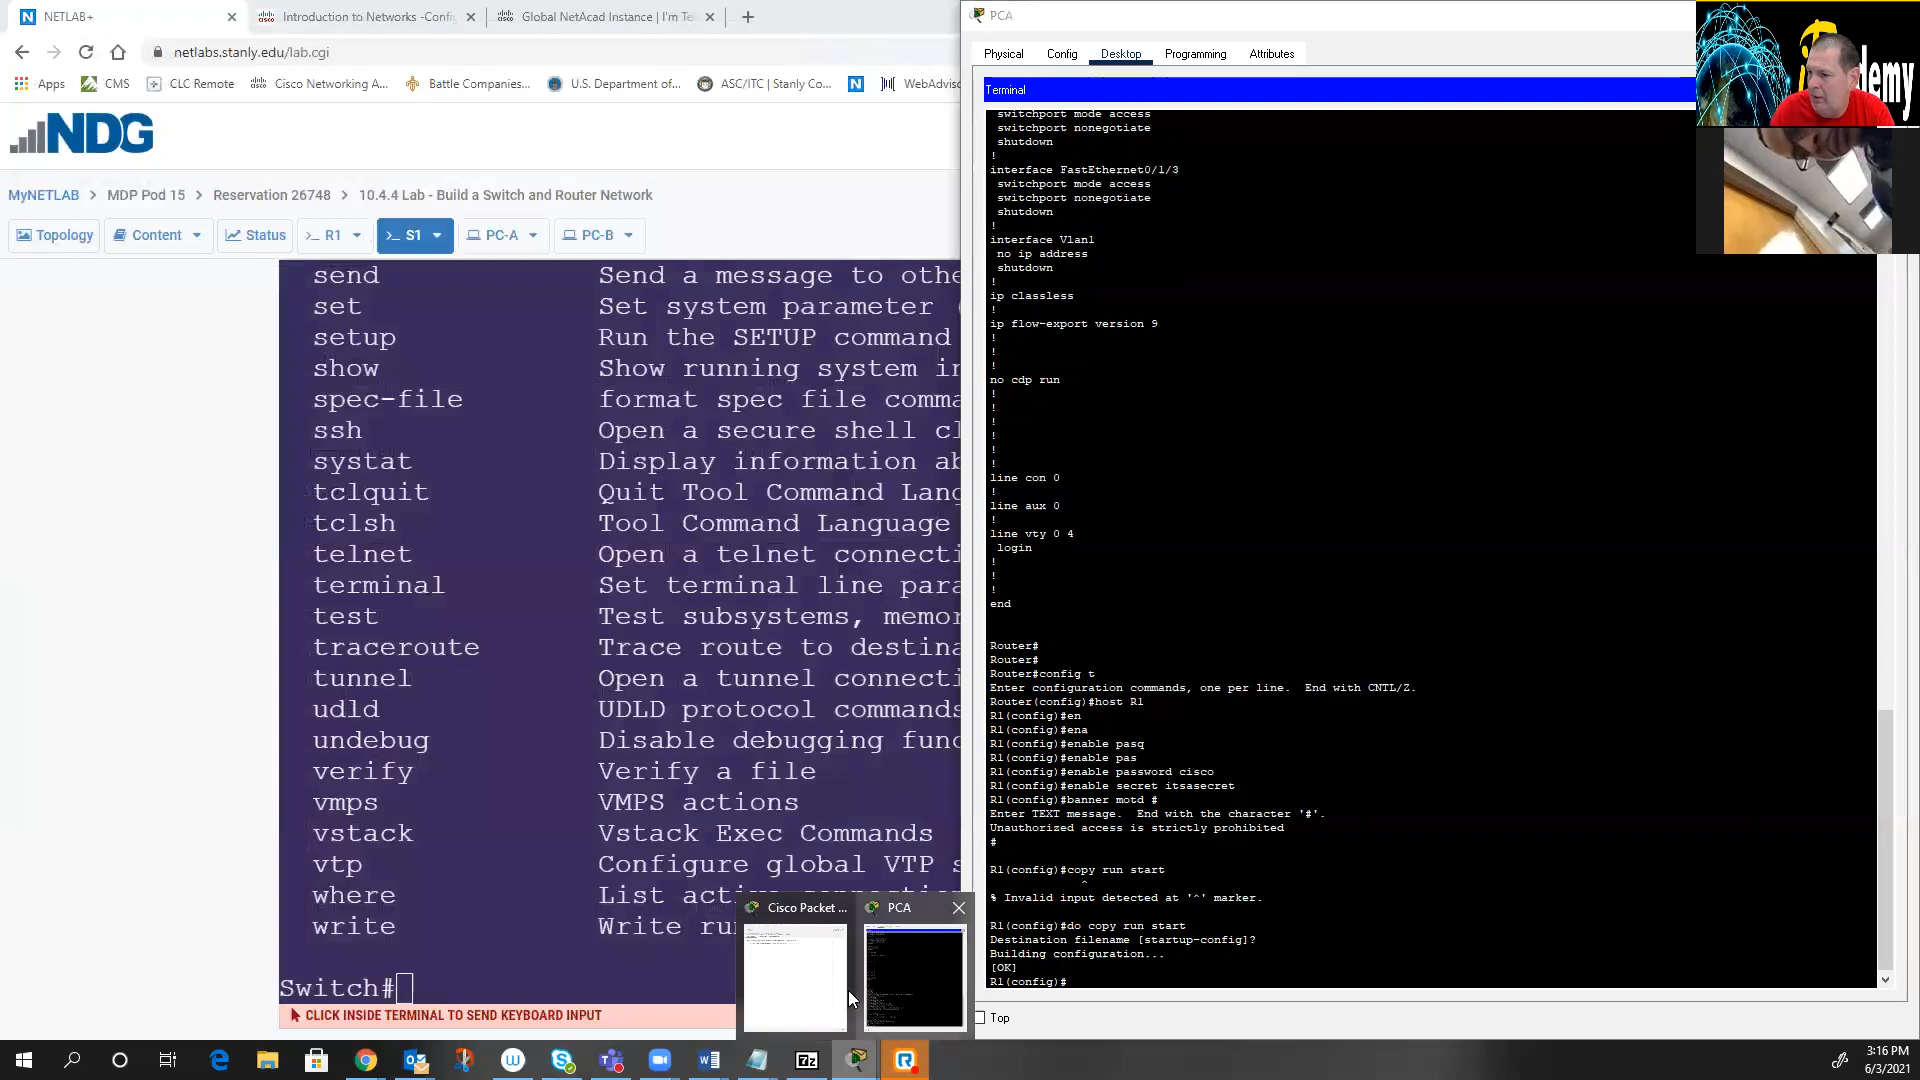 NETLAB+
Introduction to Networks -Config
Global NetAcad Instance | I'm Te
netlabs.stanly.edu/lab.cgi
Apps
CMS
CLC Remote
Cisco Networking A...
Battle Companies...
U.S. Department of...
ASC/ITC | Stanly Co...
WebAdviso
NDG
MyNETLAB > MDP Pod 15 > Reservation 26748 > 10.4.4 Lab - Build a Switch and Router Network
Topology
Content
Status
R1
S1
PC-A
PC-B
send Send a message to othe
set Set system parameter
setup Run the SETUP command
show Show running system in
spec-file format spec file comma
ssh Open a secure shell cl
systat Display information ab
tclquit Quit Tool Command Lang
tclsh Tool Command Language
telnet Open a telnet connecti
terminal Set terminal line para
test Test subsystems, memor
traceroute Trace route to destina
tunnel Open a tunnel connecti
udld UDLD protocol commands
undebug Disable debugging func
verify Verify a file
vmps VMPS actions
vstack Vstack Exec Commands
vtp Configure global VTP s
where List acti
write Write ru
Switch#
CLICK INSIDE TERMINAL TO SEND KEYBOARD INPUT
Cisco Packet ...
PCA
PCA
Physical
Config
Desktop
Programming
Attributes
Terminal
switchport mode access
switchport nonegotiate
shutdown
!
interface FastEthernet0/1/3
switchport mode access
switchport nonegotiate
shutdown
!
interface Vlan1
no ip address
shutdown
!
ip classless
!
ip flow-export version 9
!
!
!
no cdp run
!
!
!
!
!
!
line con 0
!
line aux 0
!
line vty 0 4
login
!
!
!
end
Router#
Router#
Router#config t
Enter configuration commands, one per line. End with CNTL/Z.
Router(config)#host R1
R1(config)#en
R1(config)#ena
R1(config)#enable pasq
R1(config)#enable pas
R1(config)#enable password cisco
R1(config)#enable secret itsasecret
R1(config)#banner motd #
Enter TEXT message. End with the character '#'.
Unauthorized access is strictly prohibited
#
R1(config)#copy run start
^
% Invalid input detected at '^' marker.
R1(config)#do copy run start
Destination filename [startup-config]?
Building configuration...
[OK]
R1(config)#
Top
demy
3:16 PM
6/3/2021